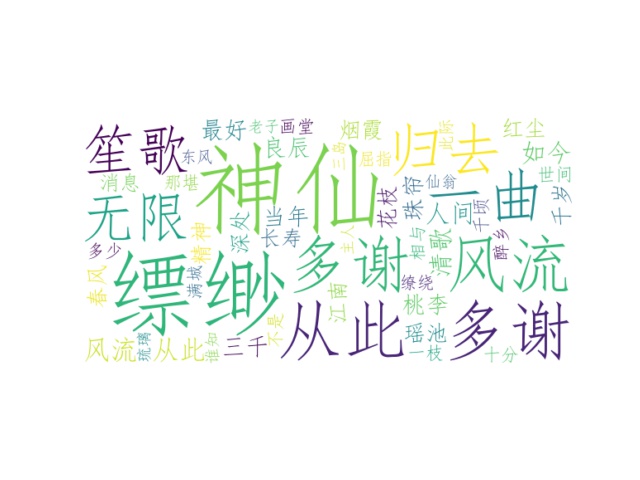 笙歌
最好
老子
画堂
烟霞
归去
红尘
东风
良辰
三岛
屈指
此际
如今
消息
那堪
神仙
珠帘
仙翁
一曲
世间
无限
深处
当年
花枝
人间
千顷
千岁
多少
精神
长寿
主人
相与
清歌
醉乡
春风
满城
缥缈
多谢
缭绕
风流
江南
桃李
风流
琉璃
从此
谁知
三千
不是
从此
瑶池
一枝
多谢
十分